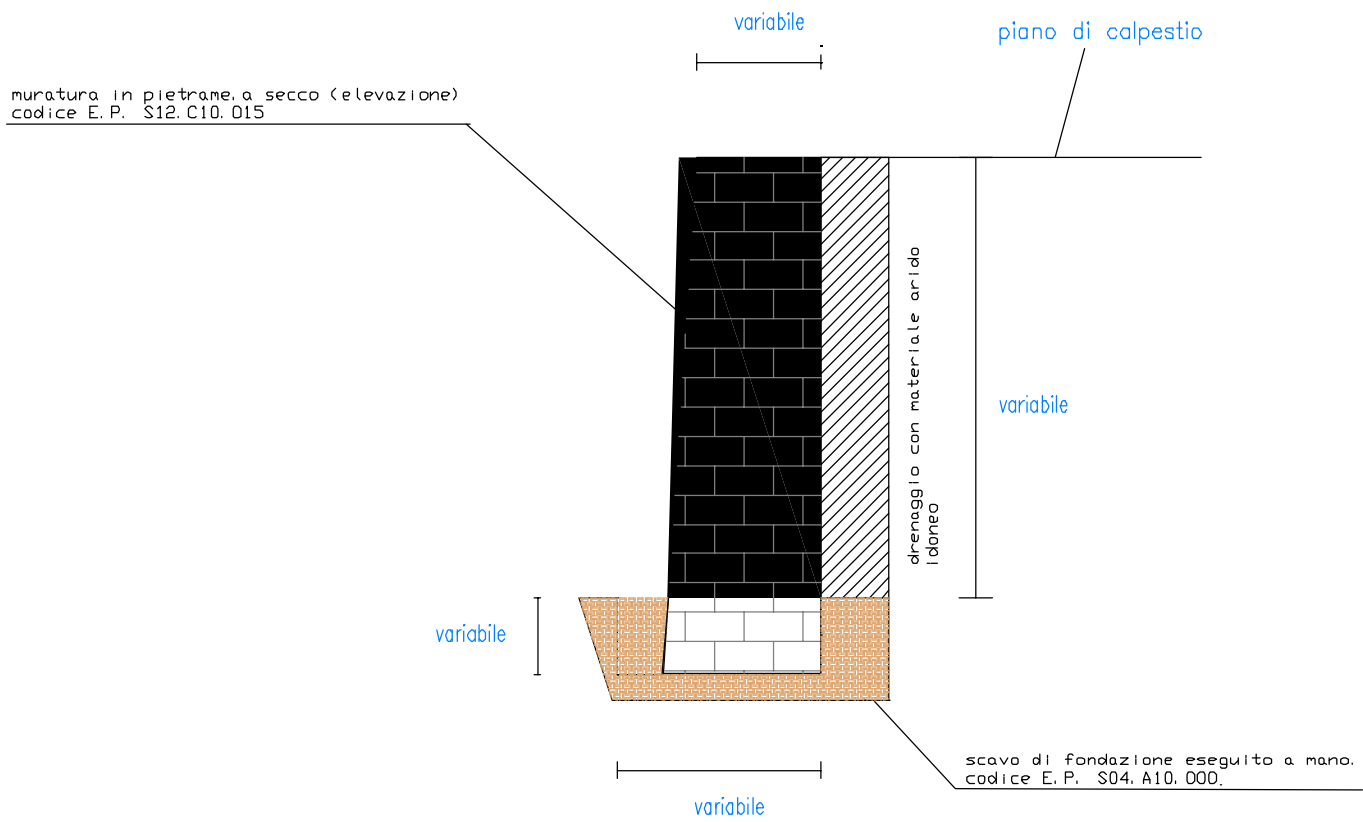 variabile
piano di calpestio
muratura in pietrame, a secco (elevazione)
codice E.P. S12.C10.015
drenaggio con materiale arido
idoneo
variabile
variabile
scavo di fondazione eseguito a mano.
codice E.P. S04.A10.000.
variabile